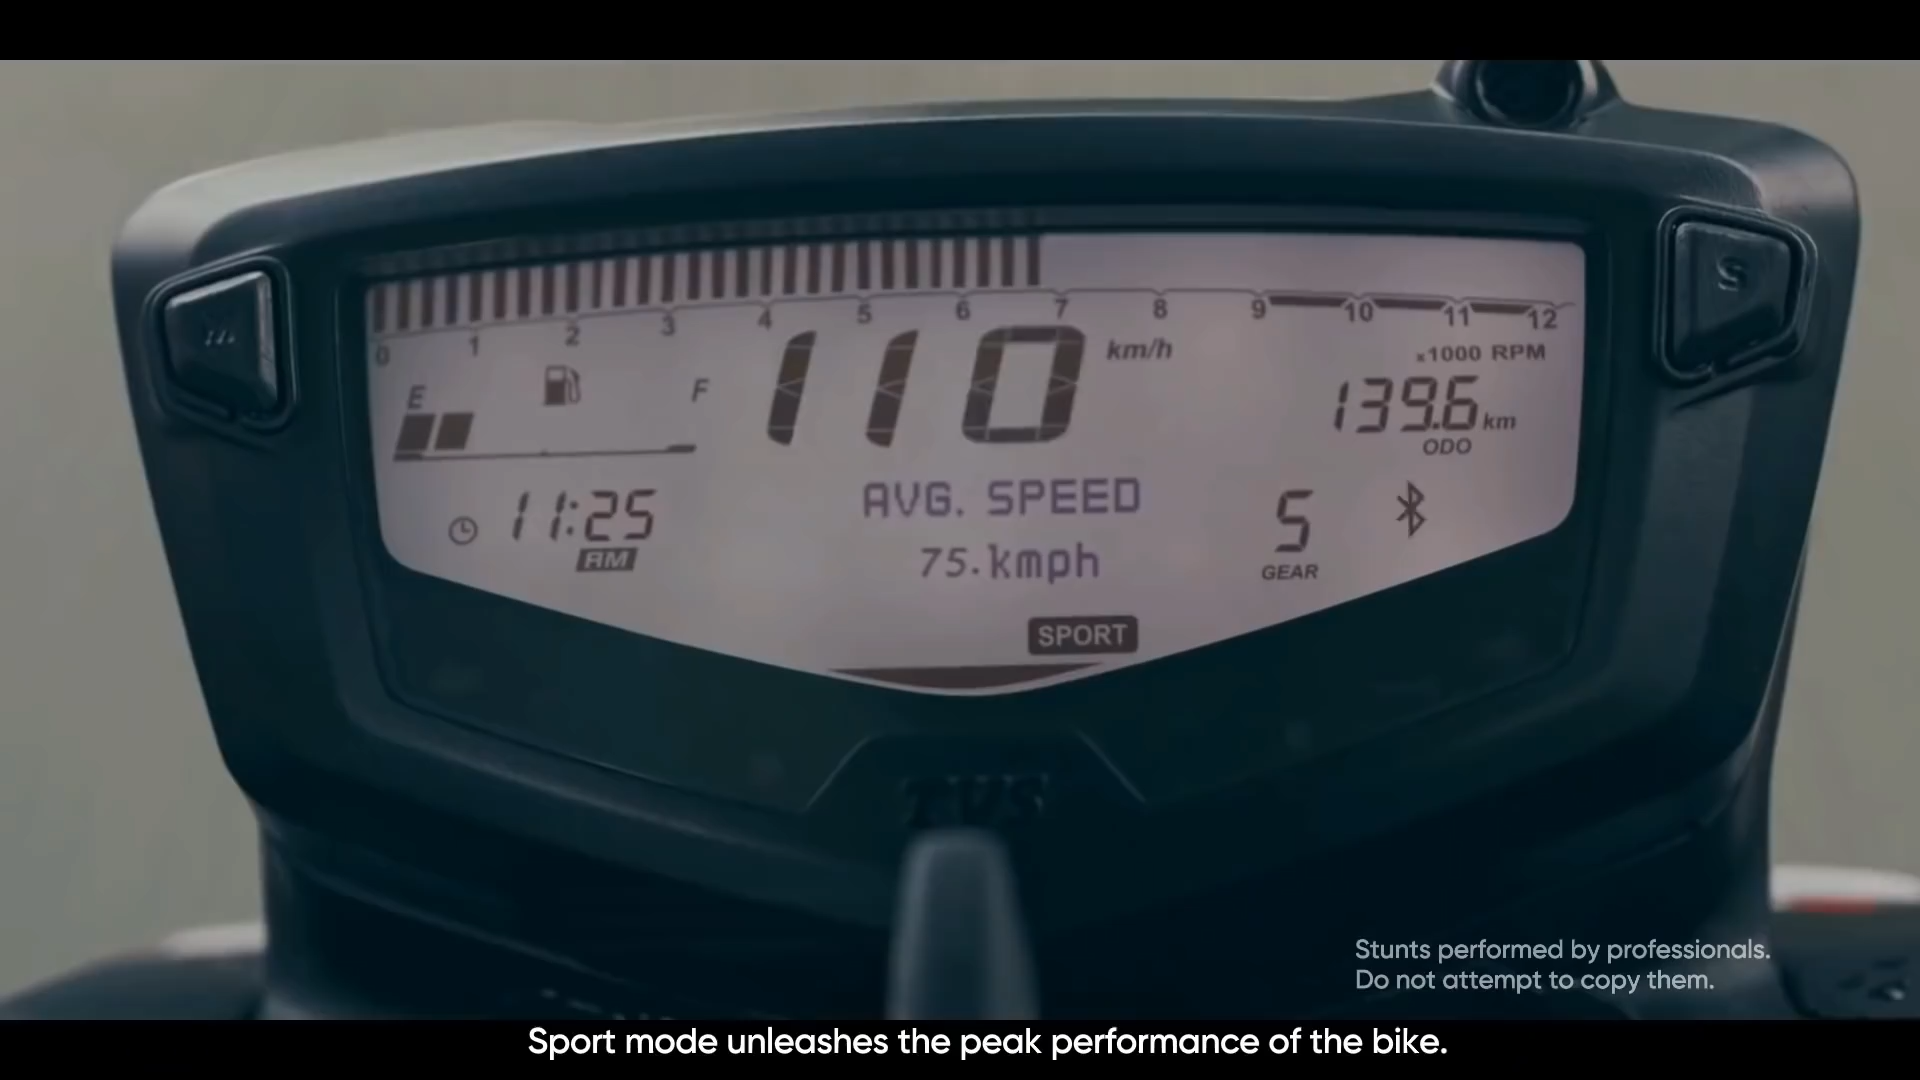 S
0 1 2 3 4 5 6 7 8 9 10 11 12
x1000 RPM
E F
110 km/h
139.6 km
ODO
11:25
AM
AVG. SPEED
75.kmph
5
GEAR
SPORT
TVS
Stunts performed by professionals.
Do not attempt to copy them.
Sport mode unleashes the peak performance of the bike.